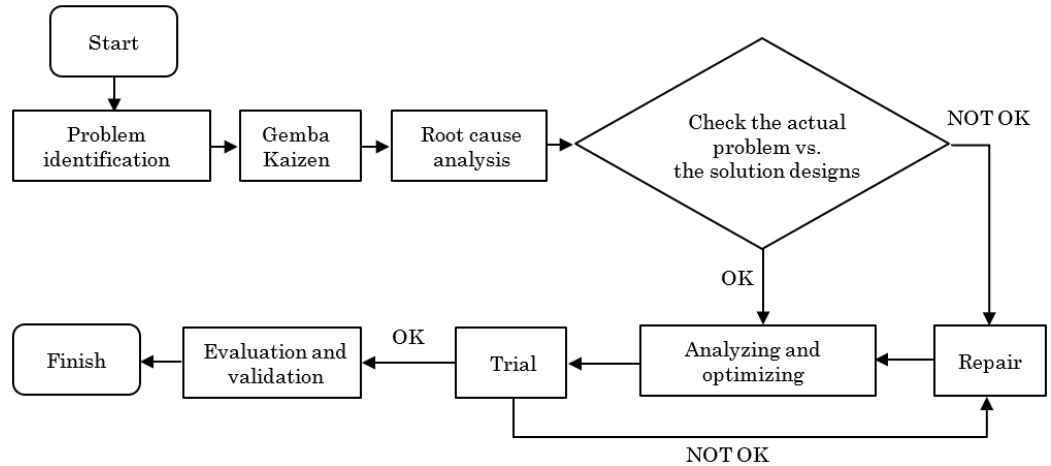 Start
Problem
identification
Gemba
Kaizen
Root cause
analysis
Check the actual
problem vs.
the solution designs
NOT OK
OK
Finish
Evaluation and
validation
OK
Trial
Analyzing and
optimizing
Repair
NOT OK